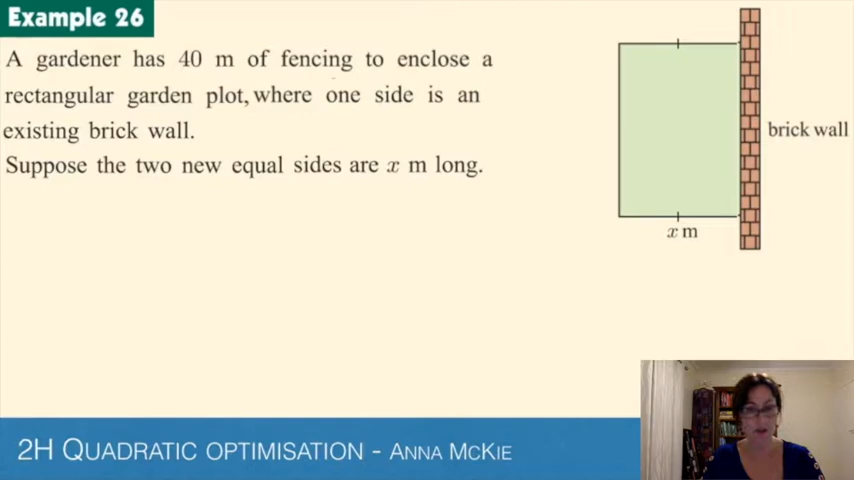 Example 26
A gardener has 40 m of fencing to enclose a
rectangular garden plot, where one side is an
existing brick wall.
Suppose the two new equal sides are x m long.
brick wall
x m
2H QUADRATIC OPTIMISATION - ANNA MCKIE